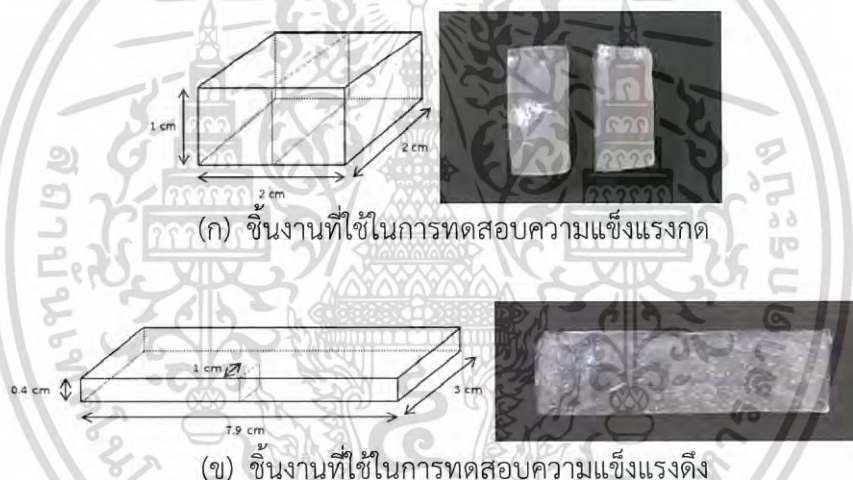 1 cm
2 cm
2 cm
(ก) ชิ้นงานที่ใช้ในการทดสอบความแข็งแรงกด
1 cm
0.4 cm
3 cm
7.9 cm
(ข) ชิ้นงานที่ใช้ในการทดสอบความแข็งแรงดึง